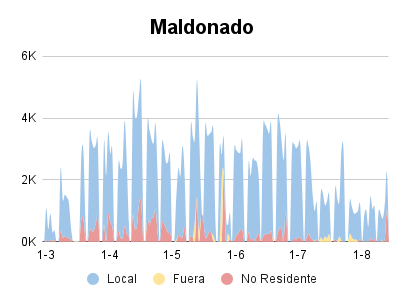 Maldonado
6K
4K
2K
0K
1-3 1-4 1-5 1-6 1-7 1-8
Local Fuera No Residente